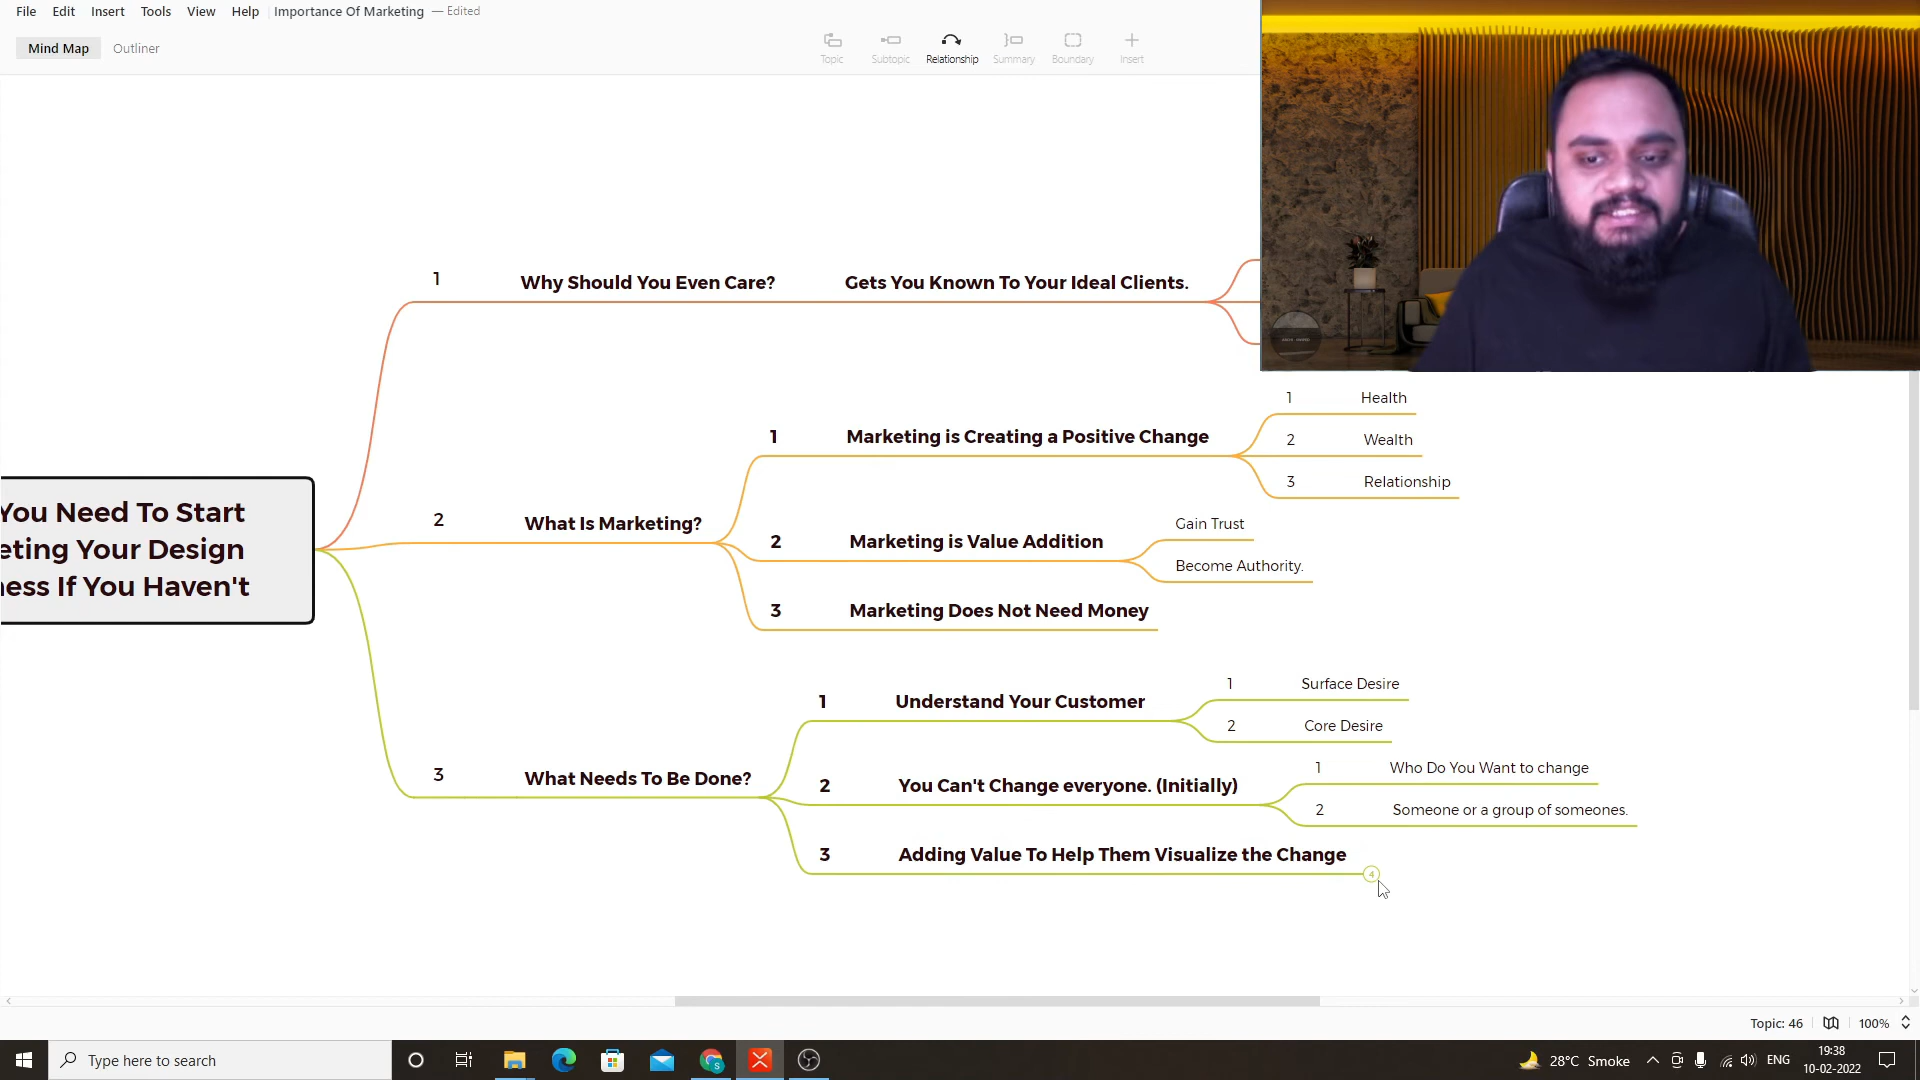 File Edit Insert Tools View Help Importance Of Marketing — Edited
Mind Map Outliner
Topic Subtopic Relationship Summary Boundary Insert
1 Why Should You Even Care? Gets You Known To Your Ideal Clients.
1 Health
1 Marketing is Creating a Positive Change
2 Wealth
3 Relationship
You Need To Start
eting Your Design
ess If You Haven't
2 What Is Marketing?
Gain Trust
2 Marketing is Value Addition
Become Authority.
3 Marketing Does Not Need Money
1 Surface Desire
1 Understand Your Customer
2 Core Desire
3 What Needs To Be Done?
1 Who Do You Want to change
2 You Can't Change everyone. (Initially)
2 Someone or a group of someones.
3 Adding Value To Help Them Visualize the Change
4
Topic: 46 100%
Type here to search
28°C Smoke ENG 19:38
10-02-2022